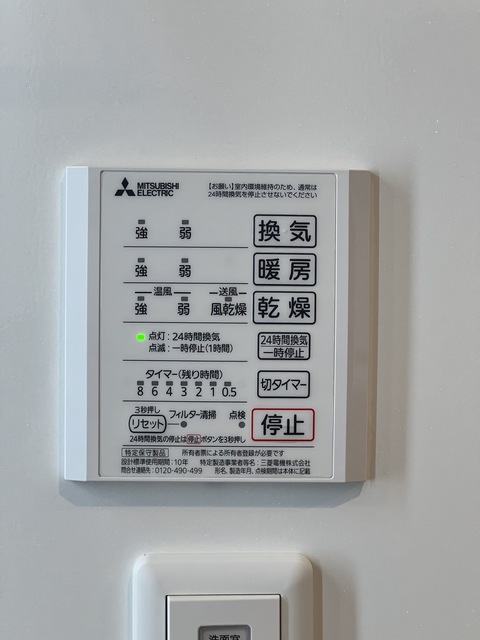 MITSUBISHI
ELECTRIC
【お願い】室内環境維持のため、通常は
24時間換気を停止させないでください
強 弱 換気
強 弱 暖房
温風 送風
強 弱 風乾燥 乾燥
点灯：24時間換気
点滅：一時停止(1時間)
24時間換気
一時停止
タイマー(残り時間)
8 6 4 3 2 1 0.5
切タイマー
3秒押し
リセット フィルター清掃 点検
停止
24時間換気の停止は停止ボタンを3秒押し
特定保守製品 所有者票による所有者登録が必要です
設計標準使用期間：10年 特定製造事業者等名：三菱電機株式会社
問合せ連絡先：0120-490-499 形名、製造年月、点検期間は本体に記載
洗面室